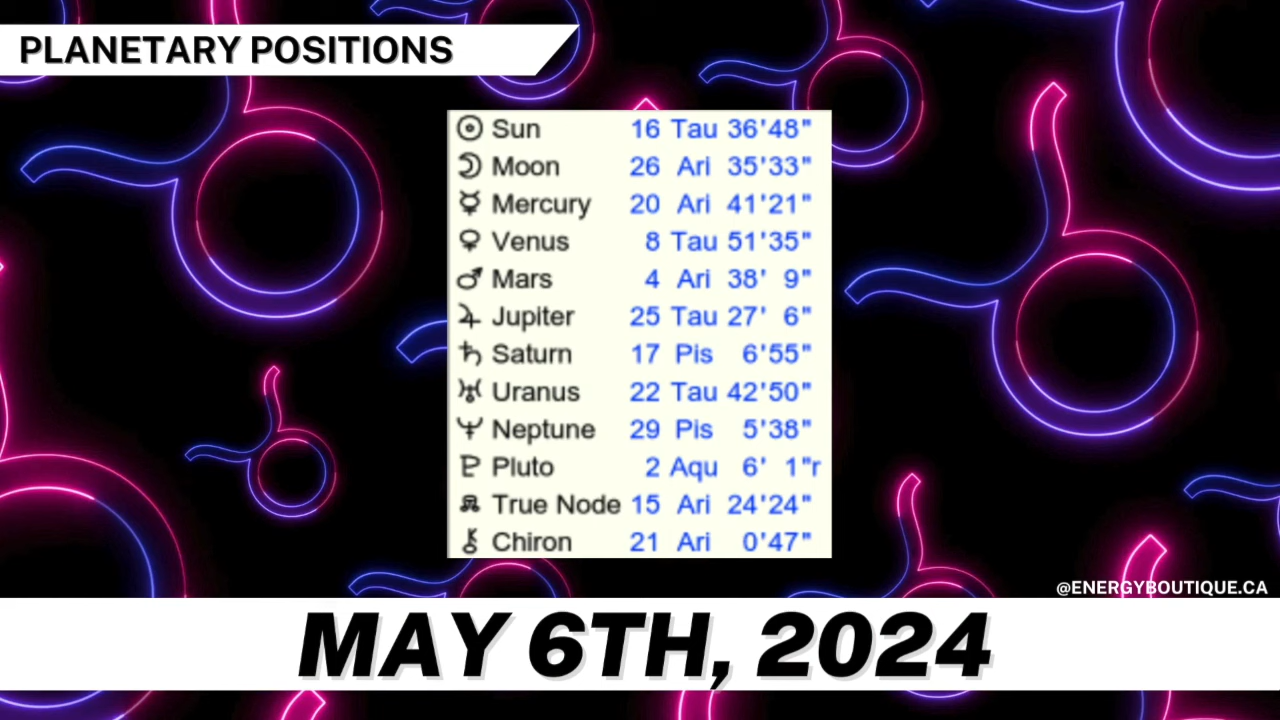 PLANETARY POSITIONS
☉ Sun 16 Tau 36'48"
☽ Moon 26 Ari 35'33"
☿ Mercury 20 Ari 41'21"
♀ Venus 8 Tau 51'35"
♂ Mars 4 Ari 38' 9"
♃ Jupiter 25 Tau 27' 6"
♄ Saturn 17 Pis 6'55"
♅ Uranus 22 Tau 42'50"
♆ Neptune 29 Pis 5'38"
♇ Pluto 2 Aqu 6' 1"r
☊ True Node 15 Ari 24'24"
⚷ Chiron 21 Ari 0'47"
@ENERGYBOUTIQUE.CA
MAY 6TH, 2024